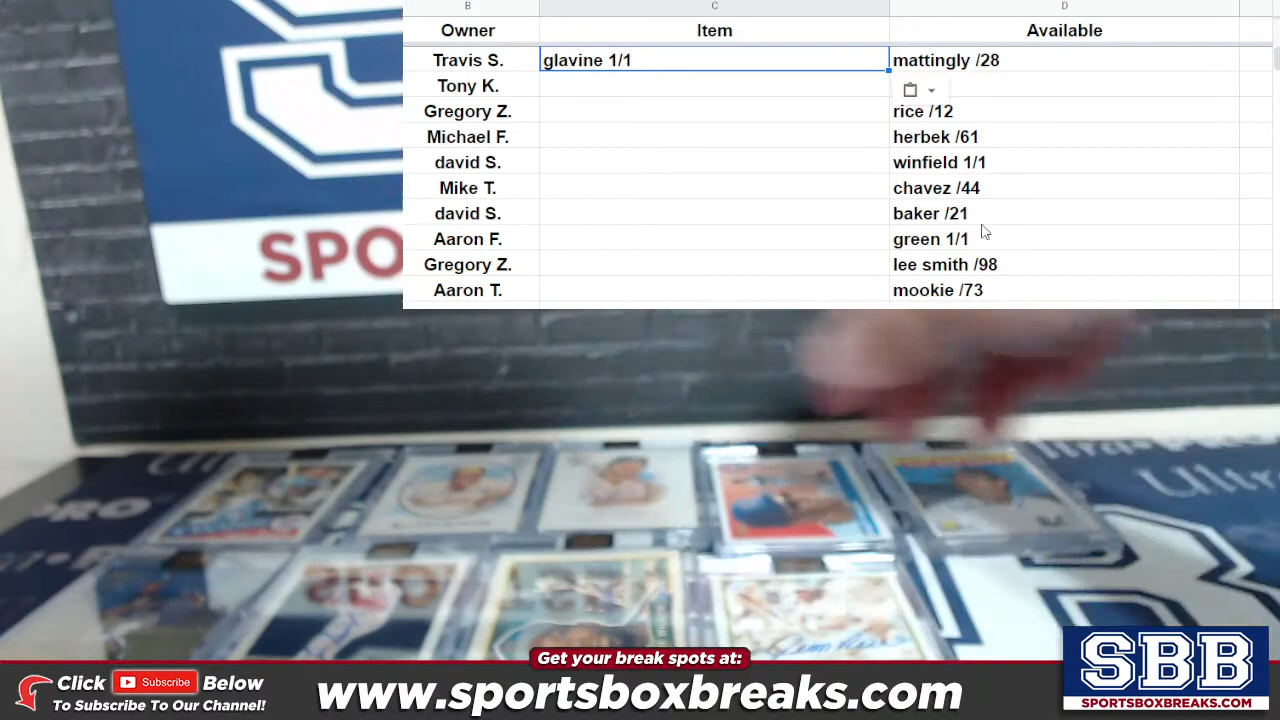 B C D
Owner Item Available
Travis S. glavine 1/1 mattingly /28
Tony K.
Gregory Z. rice /12
Michael F. herbek /61
david S. winfield 1/1
Mike T. chavez /44
david S. baker /21
Aaron F. green 1/1
Gregory Z. lee smith /98
Aaron T. mookie /73
SPO
Ultra
PRO
Get your break spots at:
Click Subscribe Below
To Subscribe To Our Channel!
www.sportsboxbreaks.com
SBB
SPORTSBOXBREAKS.COM